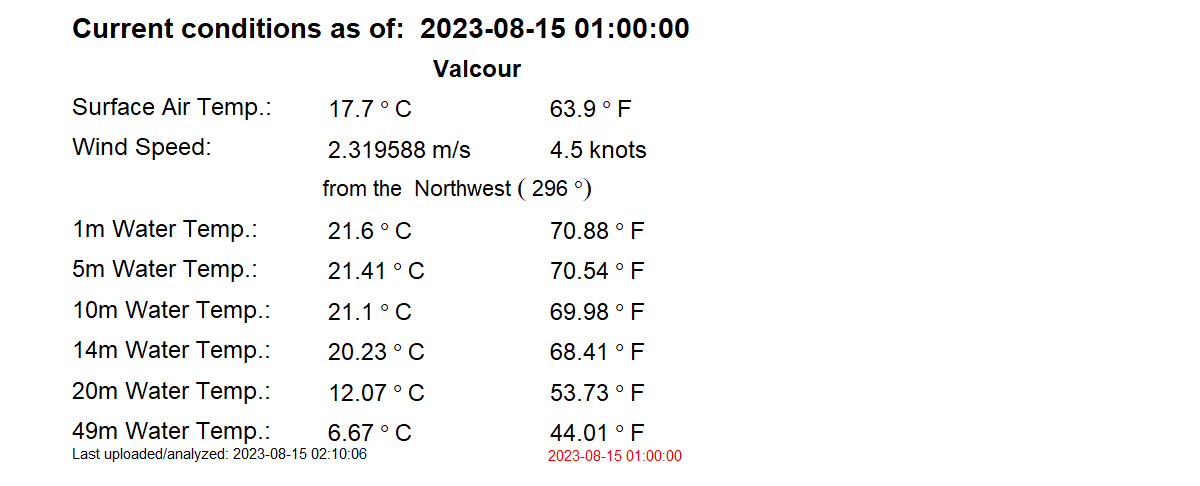 Current conditions as of: 2023-08-15 01:00:00
Valcour
Surface Air Temp.: 17.7 ° C 63.9 ° F
Wind Speed: 2.319588 m/s 4.5 knots
from the Northwest ( 296 °)
1m Water Temp.: 21.6 ° C 70.88 ° F
5m Water Temp.: 21.41 ° C 70.54 ° F
10m Water Temp.: 21.1 ° C 69.98 ° F
14m Water Temp.: 20.23 ° C 68.41 ° F
20m Water Temp.: 12.07 ° C 53.73 ° F
49m Water Temp.: 6.67 ° C 44.01 ° F
Last uploaded/analyzed: 2023-08-15 02:10:06 2023-08-15 01:00:00